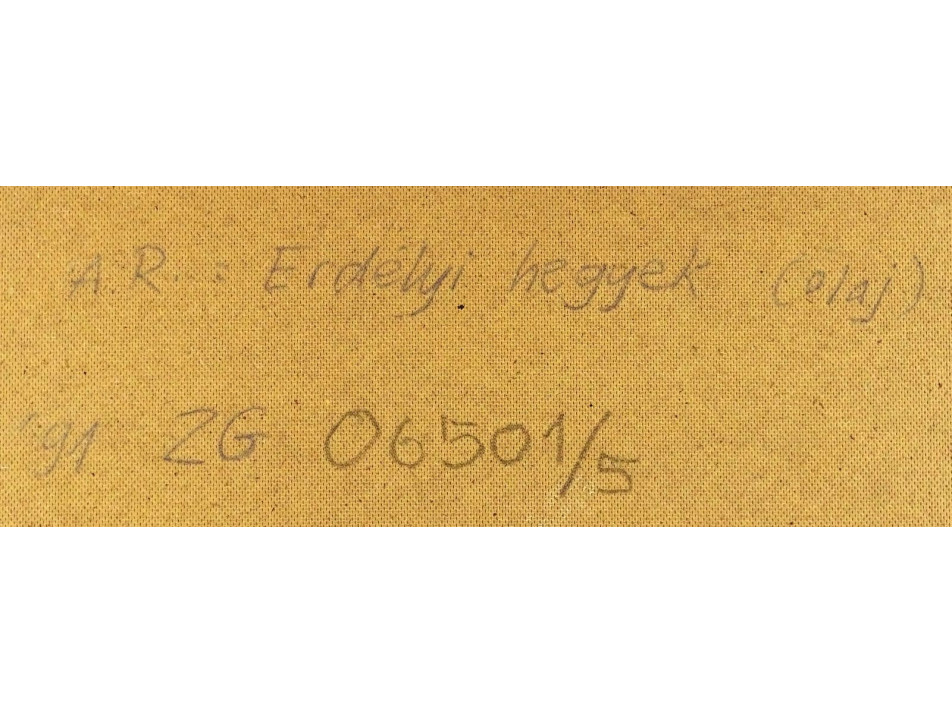 A.R. : Erdélyi hegyek (olaj)
'91 ZG 06501/5